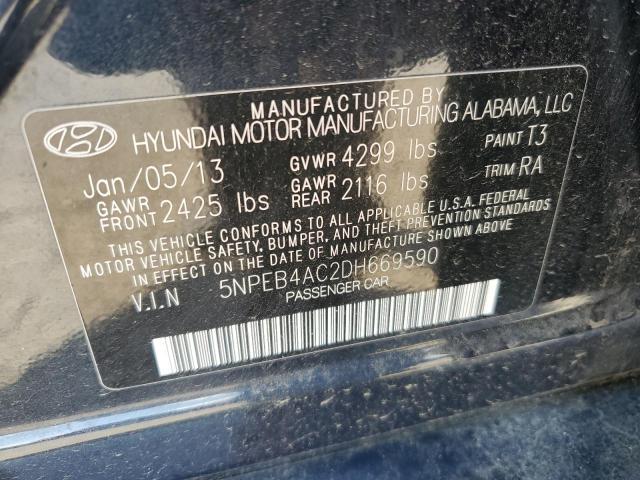 MANUFACTURED BY
HYUNDAI MOTOR MANUFACTURING ALABAMA, LLC
Jan/05/13 GVWR 4299 lbs PAINT T3
GAWR FRONT 2425 lbs GAWR REAR 2116 lbs TRIM RA
THIS VEHICLE CONFORMS TO ALL APPLICABLE U.S.A. FEDERAL
MOTOR VEHICLE SAFETY, BUMPER, AND THEFT PREVENTION STANDARDS
IN EFFECT ON THE DATE OF MANUFACTURE SHOWN ABOVE.
V.I.N 5NPEB4AC2DH669590
PASSENGER CAR